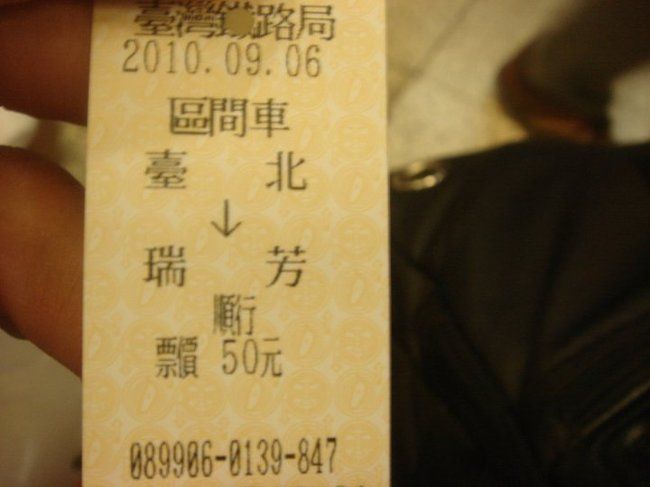 臺灣鐵路局
2010.09.06
區間車
臺 北
↓
瑞 芳
順行
票價 50元
089906-0139-847